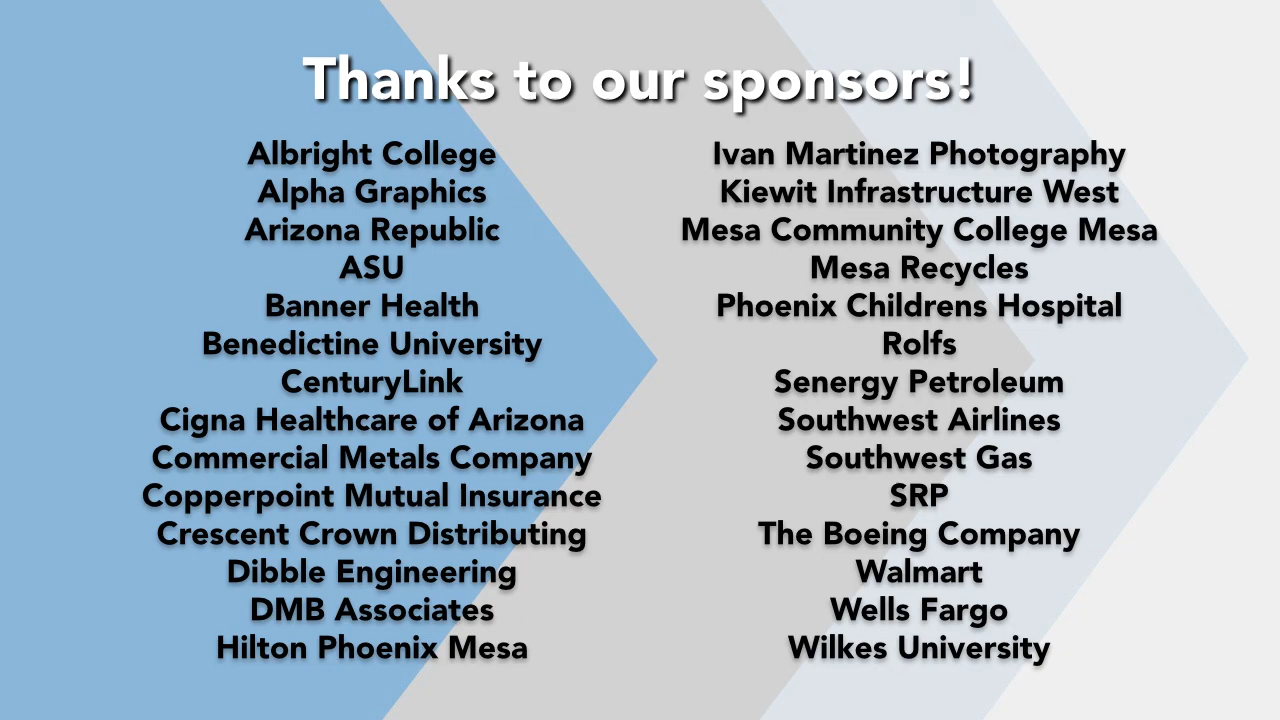 Thanks to our sponsors!
Albright College
Alpha Graphics
Arizona Republic
ASU
Banner Health
Benedictine University
CenturyLink
Cigna Healthcare of Arizona
Commercial Metals Company
Copperpoint Mutual Insurance
Crescent Crown Distributing
Dibble Engineering
DMB Associates
Hilton Phoenix Mesa
Ivan Martinez Photography
Kiewit Infrastructure West
Mesa Community College Mesa
Mesa Recycles
Phoenix Childrens Hospital
Rolfs
Senergy Petroleum
Southwest Airlines
Southwest Gas
SRP
The Boeing Company
Walmart
Wells Fargo
Wilkes University